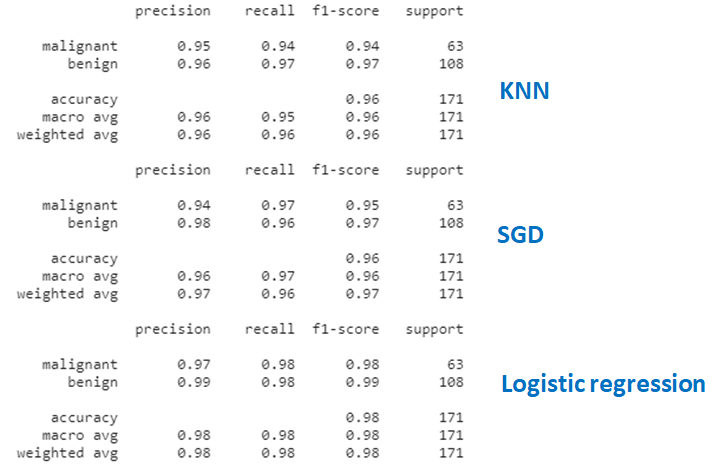 precision recall f1-score support
malignant 0.95 0.94 0.94 63
benign 0.96 0.97 0.97 108
accuracy 0.96 171
macro avg 0.96 0.95 0.96 171
weighted avg 0.96 0.96 0.96 171
KNN
precision recall f1-score support
malignant 0.94 0.97 0.95 63
benign 0.98 0.96 0.97 108
accuracy 0.96 171
macro avg 0.96 0.97 0.96 171
weighted avg 0.97 0.96 0.97 171
SGD
precision recall f1-score support
malignant 0.97 0.98 0.98 63
benign 0.99 0.98 0.99 108
accuracy 0.98 171
macro avg 0.98 0.98 0.98 171
weighted avg 0.98 0.98 0.98 171
Logistic regression